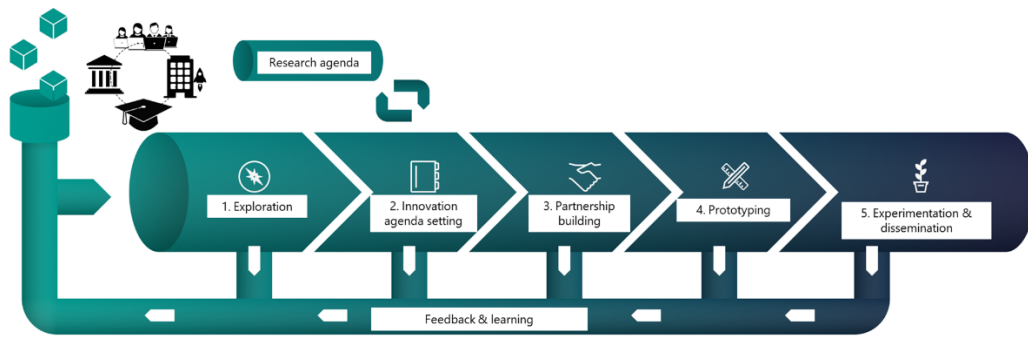 Research agenda
1. Exploration
2. Innovation
agenda setting
3. Partnership
building
4. Prototyping
5. Experimentation &
dissemination
Feedback & learning